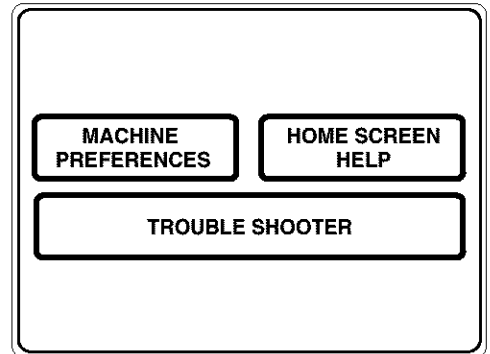 MACHINE
PREFERENCES
HOME SCREEN
HELP
TROUBLE SHOOTER